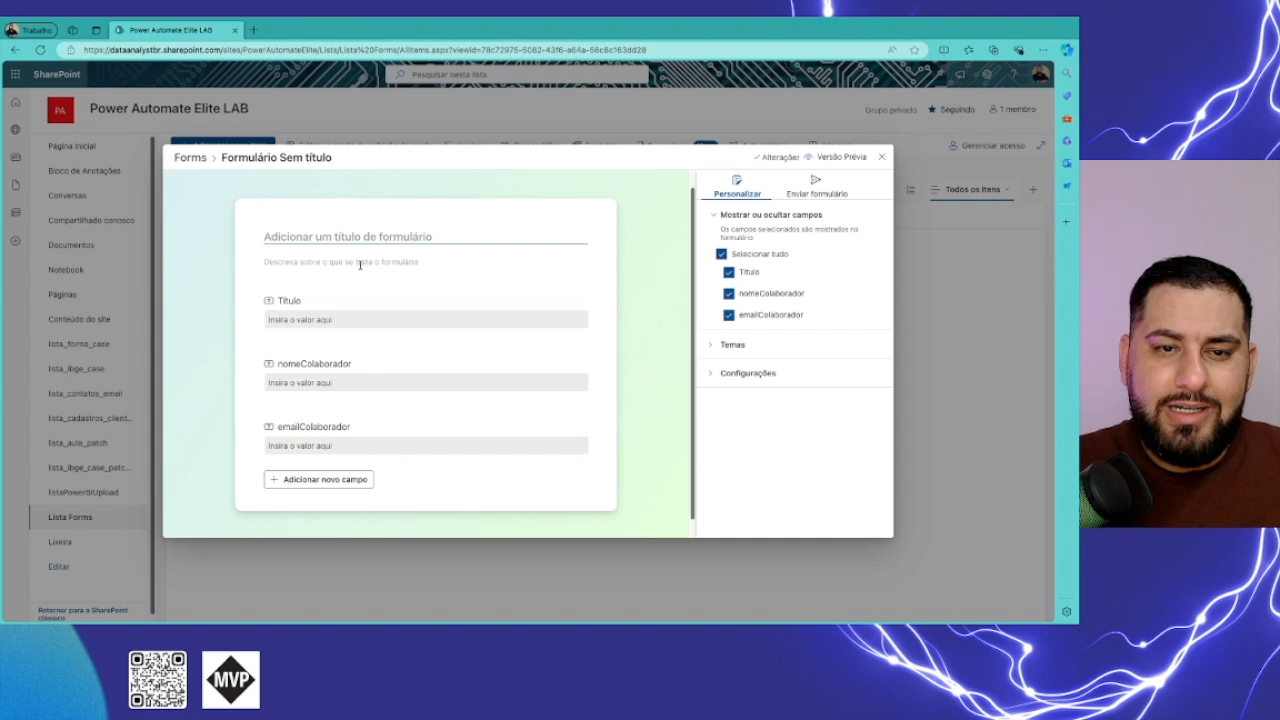 Trabalho
Power Automate Elite LAB
https://dataanalystbr.sharepoint.com/sites/PowerAutomateElite/Lists/Lista%20Forms/AllItems.aspx?viewid=78c72975-5082-43f6-a64a-56c8c163dd28
SharePoint
Pesquisar nesta lista
PA
Power Automate Elite LAB
Grupo privado
Seguindo
1 membro
Página Inicial
Bloco de Anotações
Conversas
Compartilhado conosco
Documentos
Notebook
Páginas
Conteúdo do site
lista_forms_case
lista_ibge_case
lista_contatos_email
lista_cadastros_client...
lista_aula_patch
lista_ibge_case_patc...
listaPowerBIUpload
Lista Forms
Lixeira
Editar
Retornar para o SharePoint
clássico
Gerenciar acesso
Todos os Itens
Forms > Formulário Sem título
Alterações
Versão Prévia
Adicionar um título de formulário
Descreva sobre o que se trata o formulário
Título
Insira o valor aqui
nomeColaborador
Insira o valor aqui
emailColaborador
Insira o valor aqui
+ Adicionar novo campo
Personalizar
Enviar formulário
Mostrar ou ocultar campos
Os campos selecionados são mostrados no
formulário
Selecionar tudo
Título
nomeColaborador
emailColaborador
Temas
Configurações
MVP